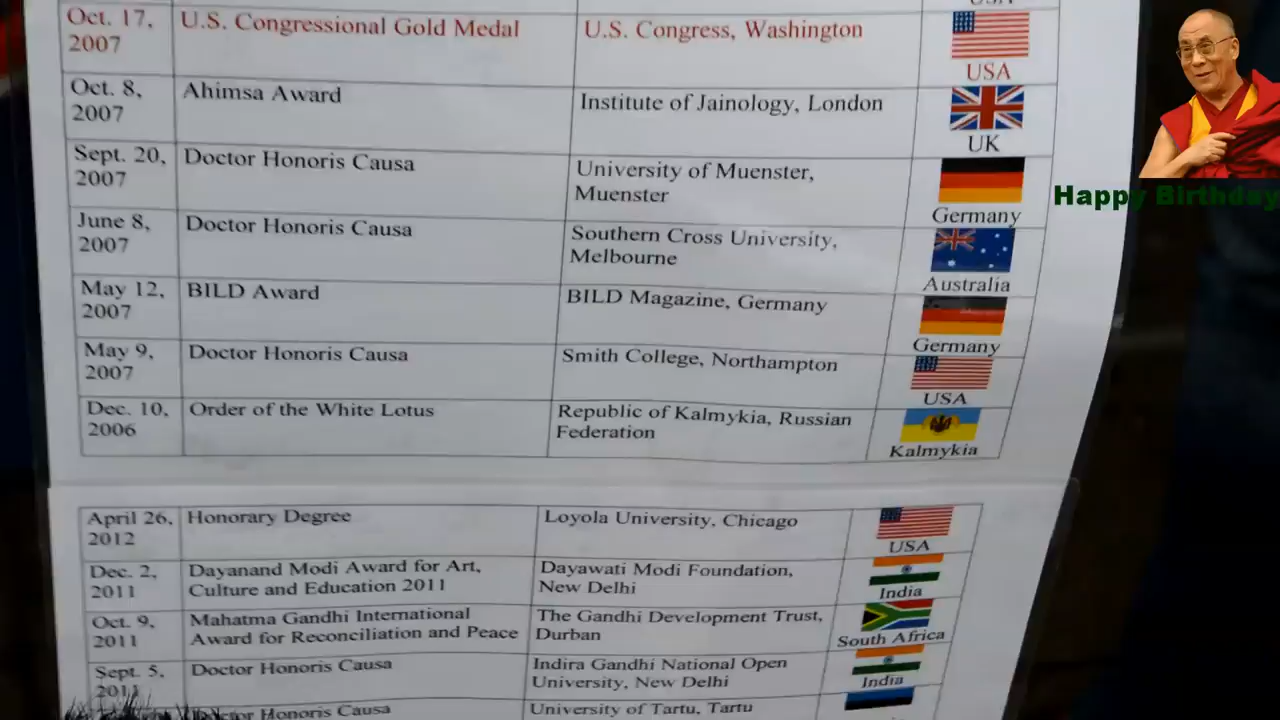 USA
Oct. 17, U.S. Congressional Gold Medal U.S. Congress, Washington
2007
USA
Oct. 8, Ahimsa Award Institute of Jainology, London
2007
UK
Sept. 20, Doctor Honoris Causa University of Muenster,
2007 Muenster
Germany
Happy Birthday
June 8, Doctor Honoris Causa Southern Cross University,
2007 Melbourne
Australia
May 12, BILD Award BILD Magazine, Germany
2007
Germany
May 9, Doctor Honoris Causa Smith College, Northampton
2007
USA
Dec. 10, Order of the White Lotus Republic of Kalmykia, Russian
2006 Federation
Kalmykia
April 26, Honorary Degree Loyola University, Chicago
2012
USA
Dec. 2, Dayanand Modi Award for Art, Dayawati Modi Foundation,
2011 Culture and Education 2011 New Delhi
India
Oct. 9, Mahatma Gandhi International The Gandhi Development Trust,
2011 Award for Reconciliation and Peace Durban
South Africa
Sept. 5, Doctor Honoris Causa Indira Gandhi National Open
2011 University, New Delhi
India
Honoris Causa University of Tartu, Tartu